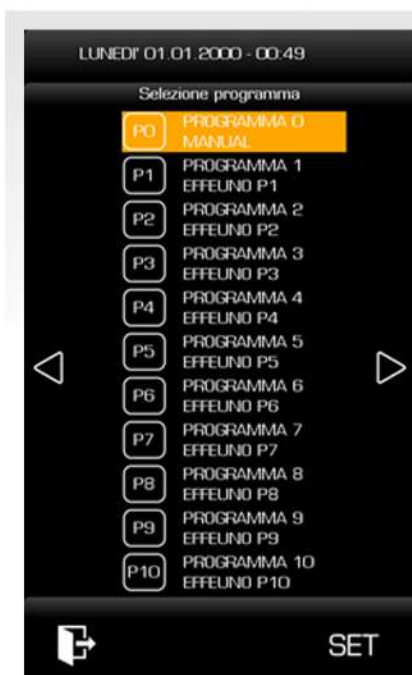 LUNEDI' 01.01.2000 - 00:49
Selezione programma
P0
PROGRAMMA 0
MANUAL
P1
PROGRAMMA 1
EFFEUNO P1
P2
PROGRAMMA 2
EFFEUNO P2
P3
PROGRAMMA 3
EFFEUNO P3
P4
PROGRAMMA 4
EFFEUNO P4
P5
PROGRAMMA 5
EFFEUNO P5
P6
PROGRAMMA 6
EFFEUNO P6
P7
PROGRAMMA 7
EFFEUNO P7
P8
PROGRAMMA 8
EFFEUNO P8
P9
PROGRAMMA 9
EFFEUNO P9
P10
PROGRAMMA 10
EFFEUNO P10
SET